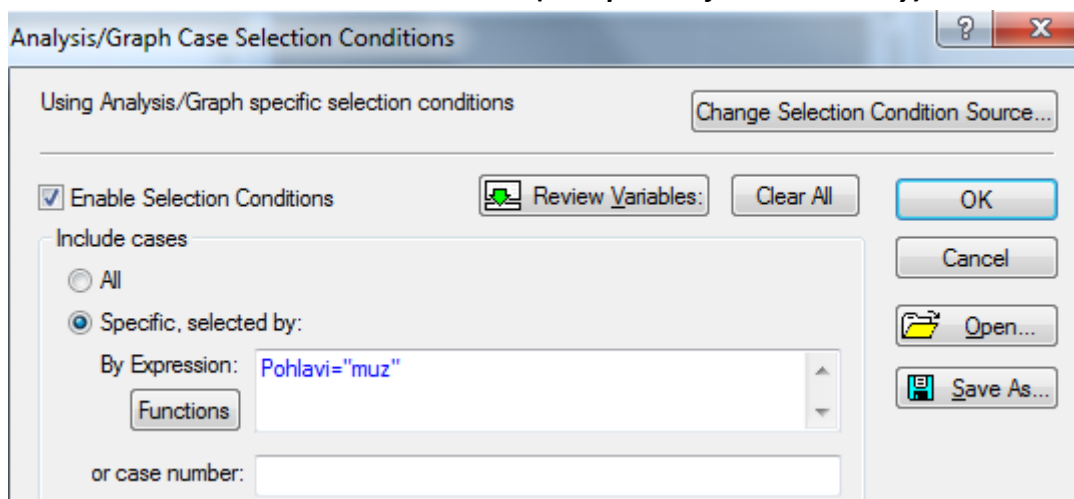 Analysis/Graph Case Selection Conditions
Using Analysis/Graph specific selection conditions
Change Selection Condition Source...
Enable Selection Conditions
Review Variables:
Clear All
OK
Include cases
Cancel
All
Specific, selected by:
Open...
By Expression:
Pohlavi="muz"
Functions
Save As...
or case number: